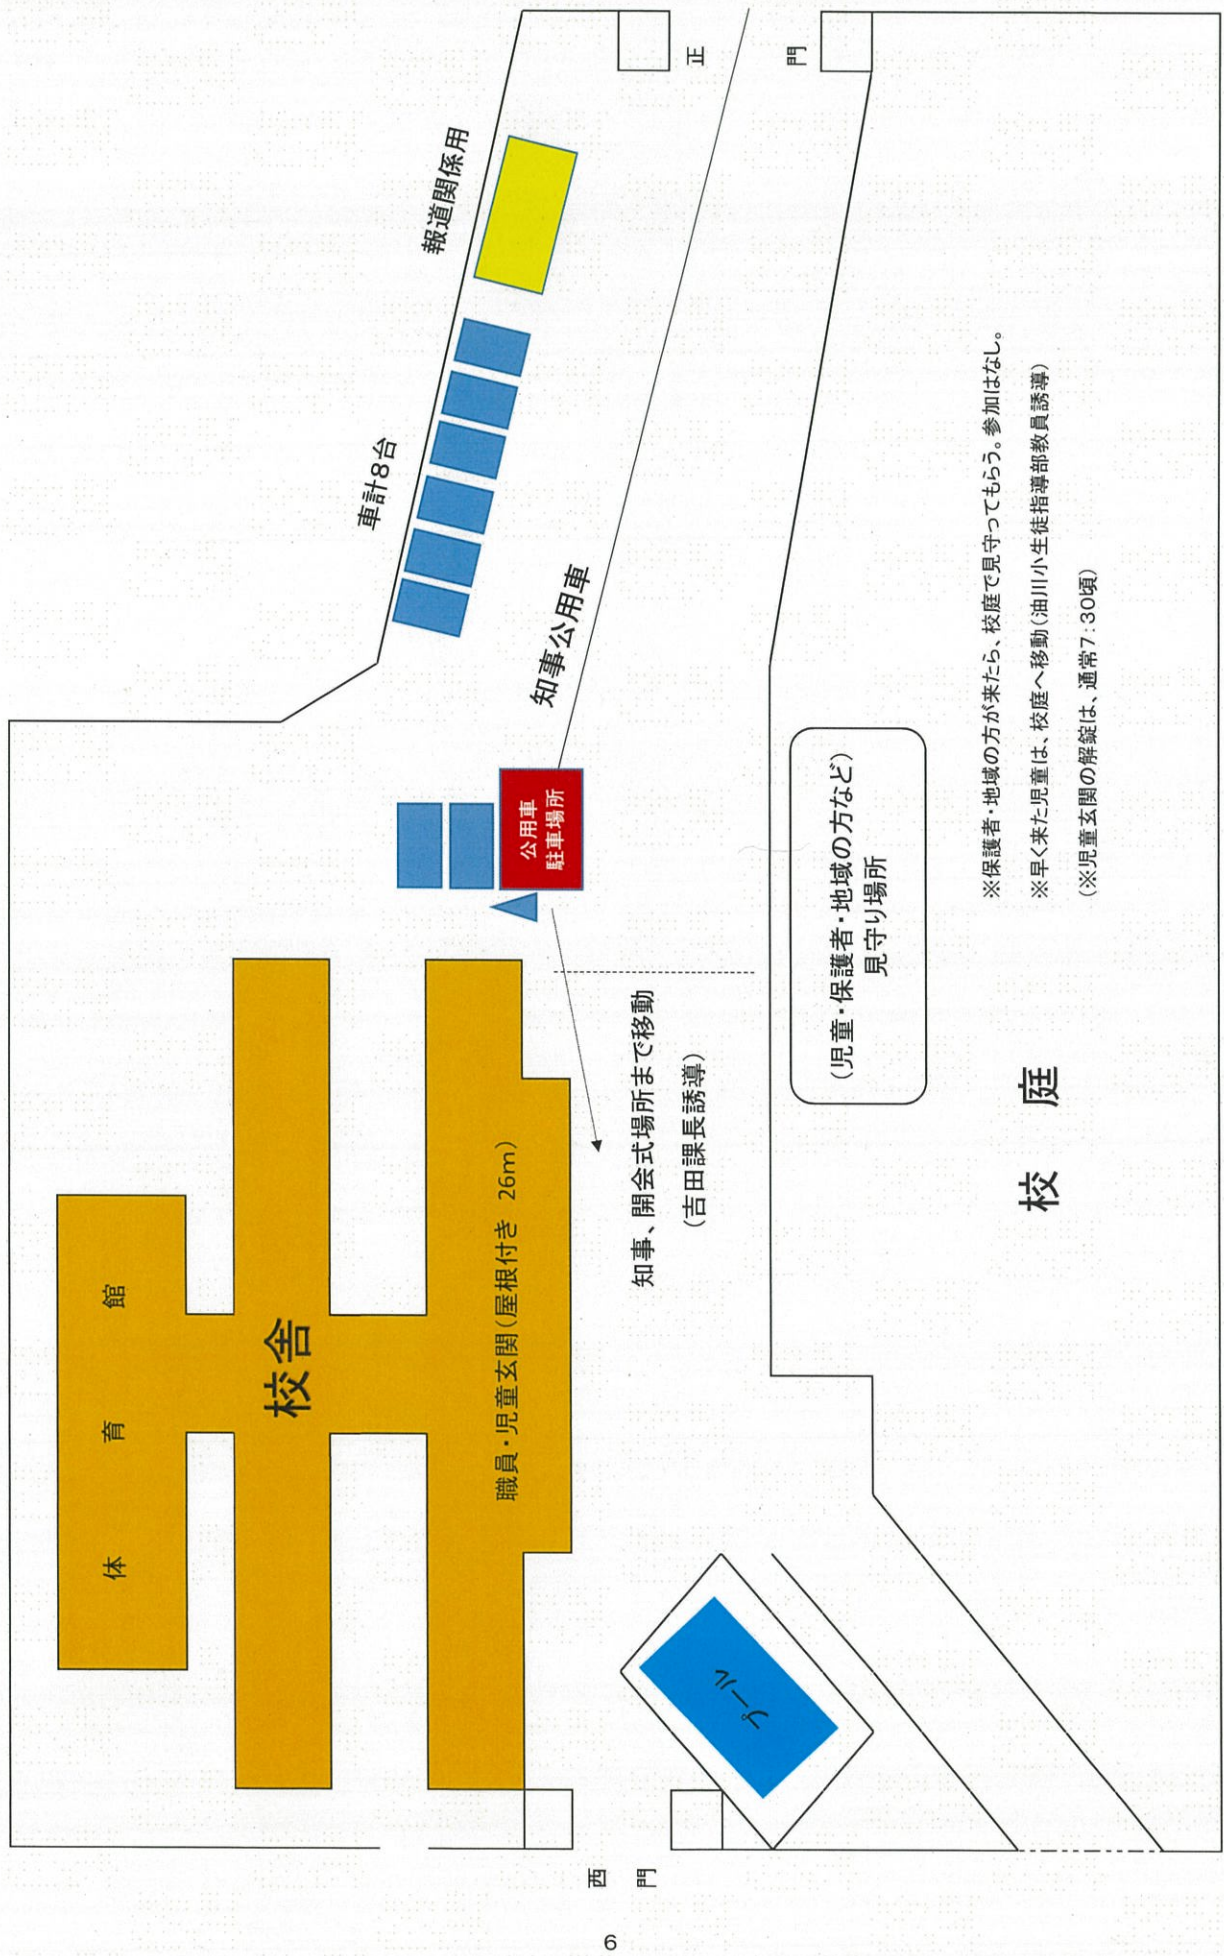 体育館
校舎
職員・児童玄関(屋根付き 26m)
車計8台
報道関係用
公用車
駐車場所
知事公用車
正門
知事、開会式場所まで移動
(吉田課長誘導)
西門
プール
(児童・保護者・地域の方など)
見守り場所
校庭
※保護者・地域の方が来たら、校庭で見守ってもらう。参加はなし。
※早く来た児童は、校庭へ移動(油川小生徒指導部教員誘導)
(※児童玄関の解錠は、通常7:30頃)
6